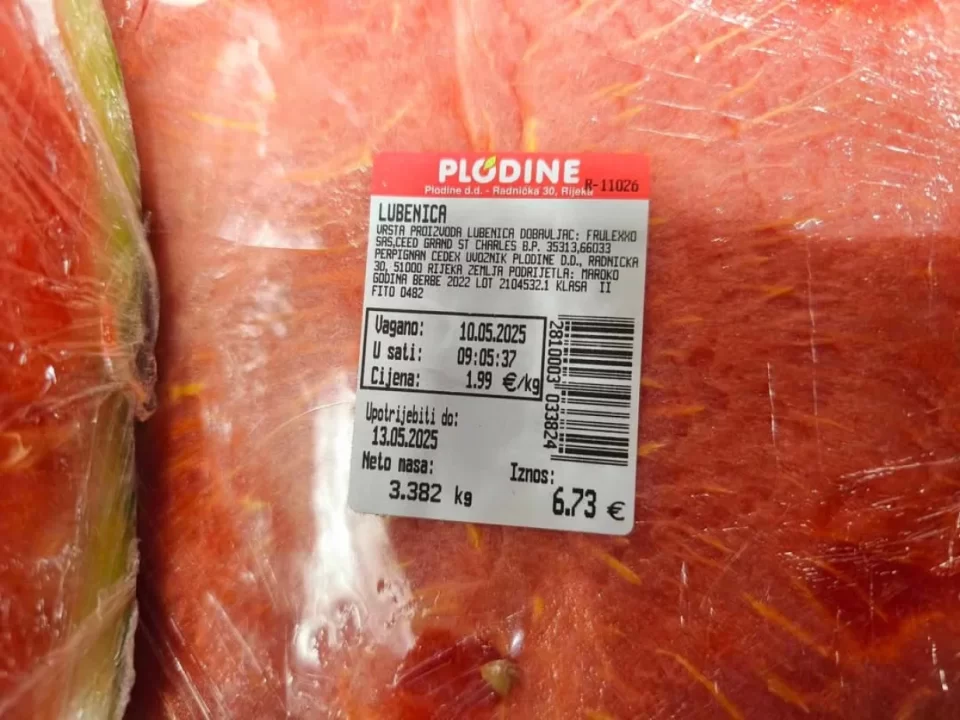 PLODINE
Plodine d.d. - Radnička 30, Rijeka
R-11026
LUBENICA
VRSTA PROIZVODA LUBENICA DOBAVLJAC: FRULEXXO
SAS,CEED GRAND ST CHARLES B.P. 35313,66033
PERPIGNAN CEDEX UVOZNIK PLODINE D.D., RADNICKA
30, 51000 RIJEKA ZEMLJA PODRIJETLA: MAROKO
GODINA BERBE 2022 LOT 2104532.1 KLASA II
FITO 0482
Vagano: 10.05.2025
U sati: 09:05:37
Cijena: 1.99 €/kg
2810003 033824
Upotrijebiti do:
13.05.2025
Neto masa:
3.382 kg
Iznos:
6.73 €